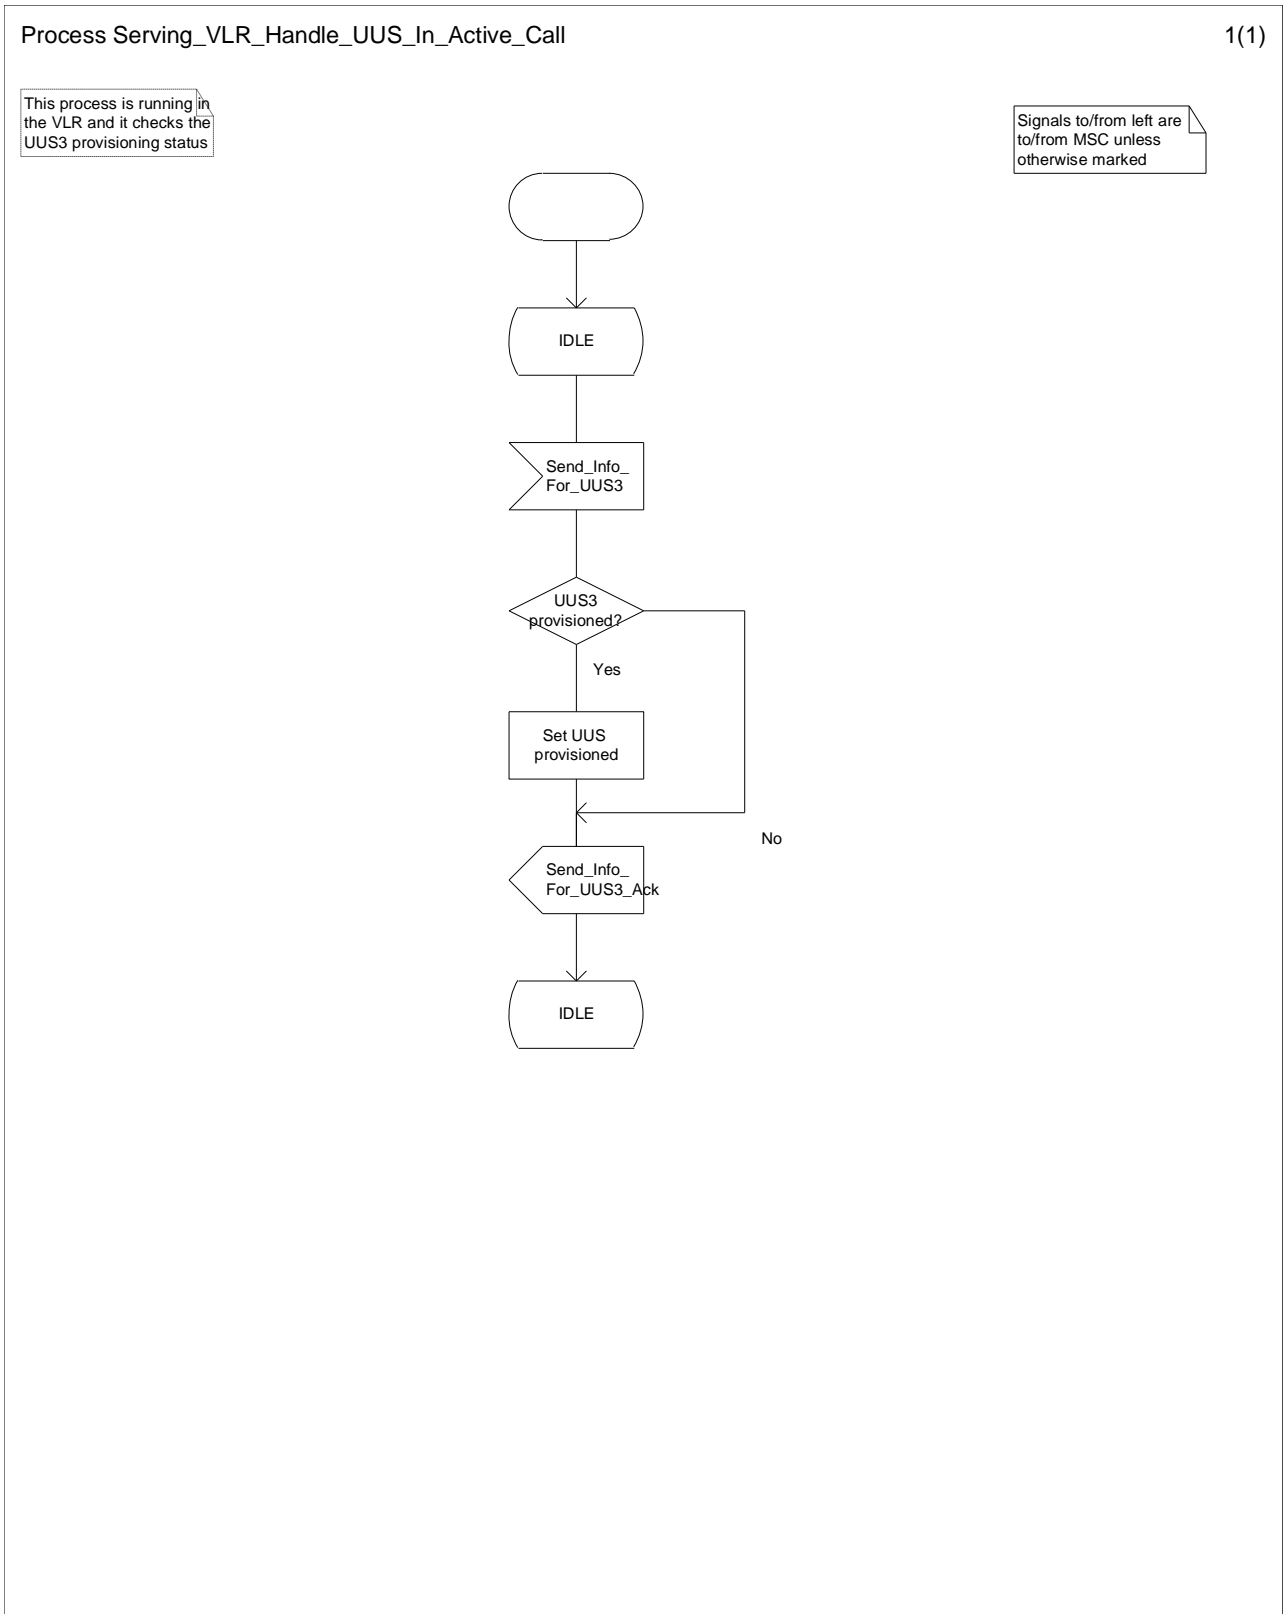 Process Serving_VLR_Handle_UUS_In_Active_Call
1(1)
This process is running in
the VLR and it checks the
UUS3 provisioning status
Signals to/from left are
to/from MSC unless
otherwise marked
IDLE
Send_Info_
For_UUS3
UUS3
provisioned?
Yes
Set UUS
provisioned
No
Send_Info_
For_UUS3_Ack
IDLE